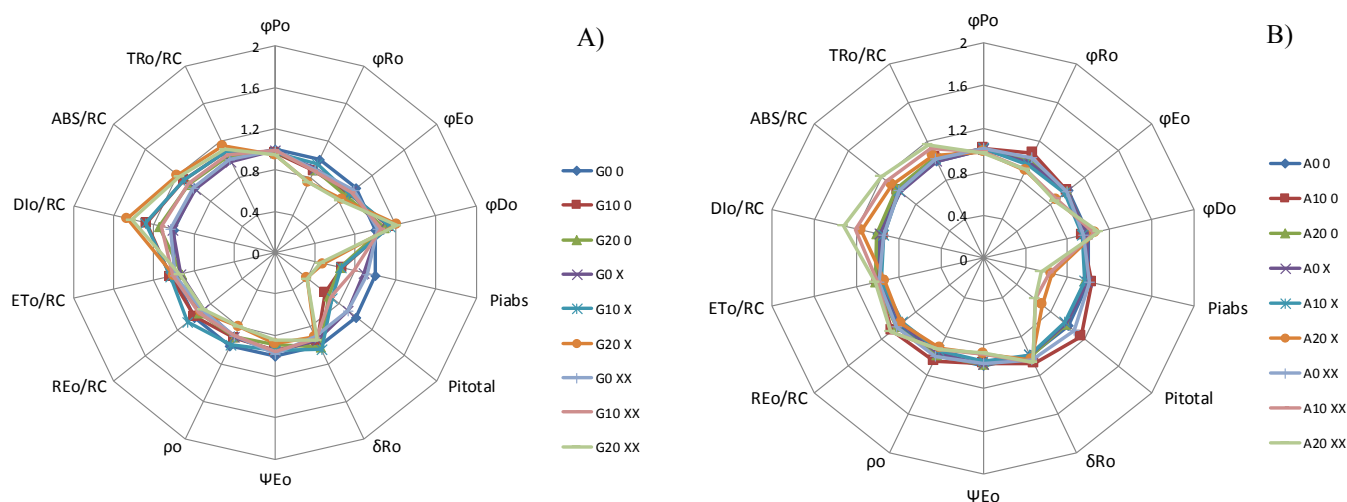 A)
φPo
φRo
φEo
φDo
Piabs
Pitotal
δRo
ΨEo
ρo
REo/RC
ETo/RC
DIo/RC
ABS/RC
TRo/RC
2
1.6
1.2
0.8
0.4
0
G0 0
G10 0
G20 0
G0 X
G10 X
G20 X
G0 XX
G10 XX
G20 XX
B)
φPo
φRo
φEo
φDo
Piabs
Pitotal
δRo
ΨEo
ρo
REo/RC
ETo/RC
DIo/RC
ABS/RC
TRo/RC
2
1.6
1.2
0.8
0.4
0
A0 0
A10 0
A20 0
A0 X
A10 X
A20 X
A0 XX
A10 XX
A20 XX